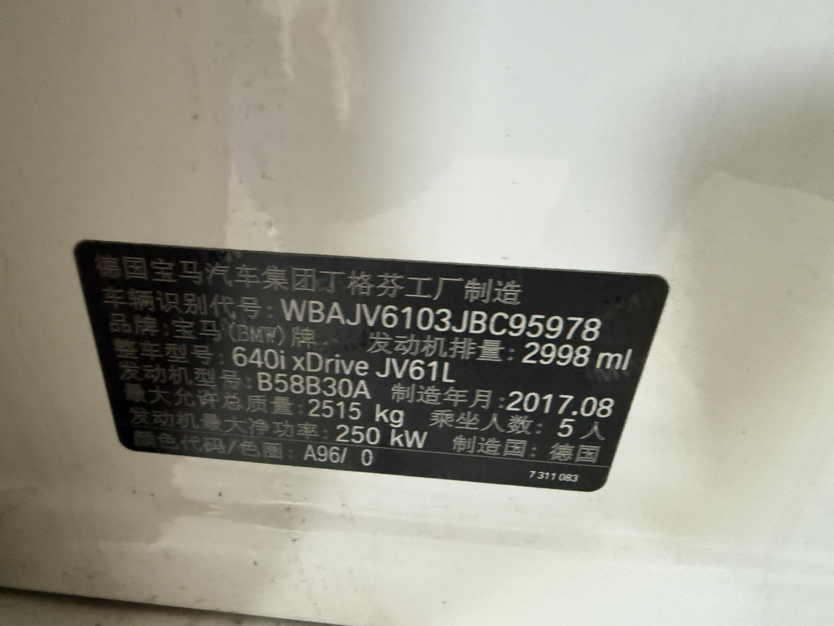 德国宝马汽车集团丁格芬工厂制造
车辆识别代号: WBAJV6103JBC95978
品牌: 宝马(BMW)牌 发动机排量: 2998 ml
整车型号: 640i xDrive JV61L
发动机型号: B58B30A 制造年月: 2017.08
最大允许总质量: 2515 kg 乘坐人数: 5 人
发动机最大净功率: 250 kW 制造国: 德国
颜色代码/色圈: A96/ 0
7 311 083